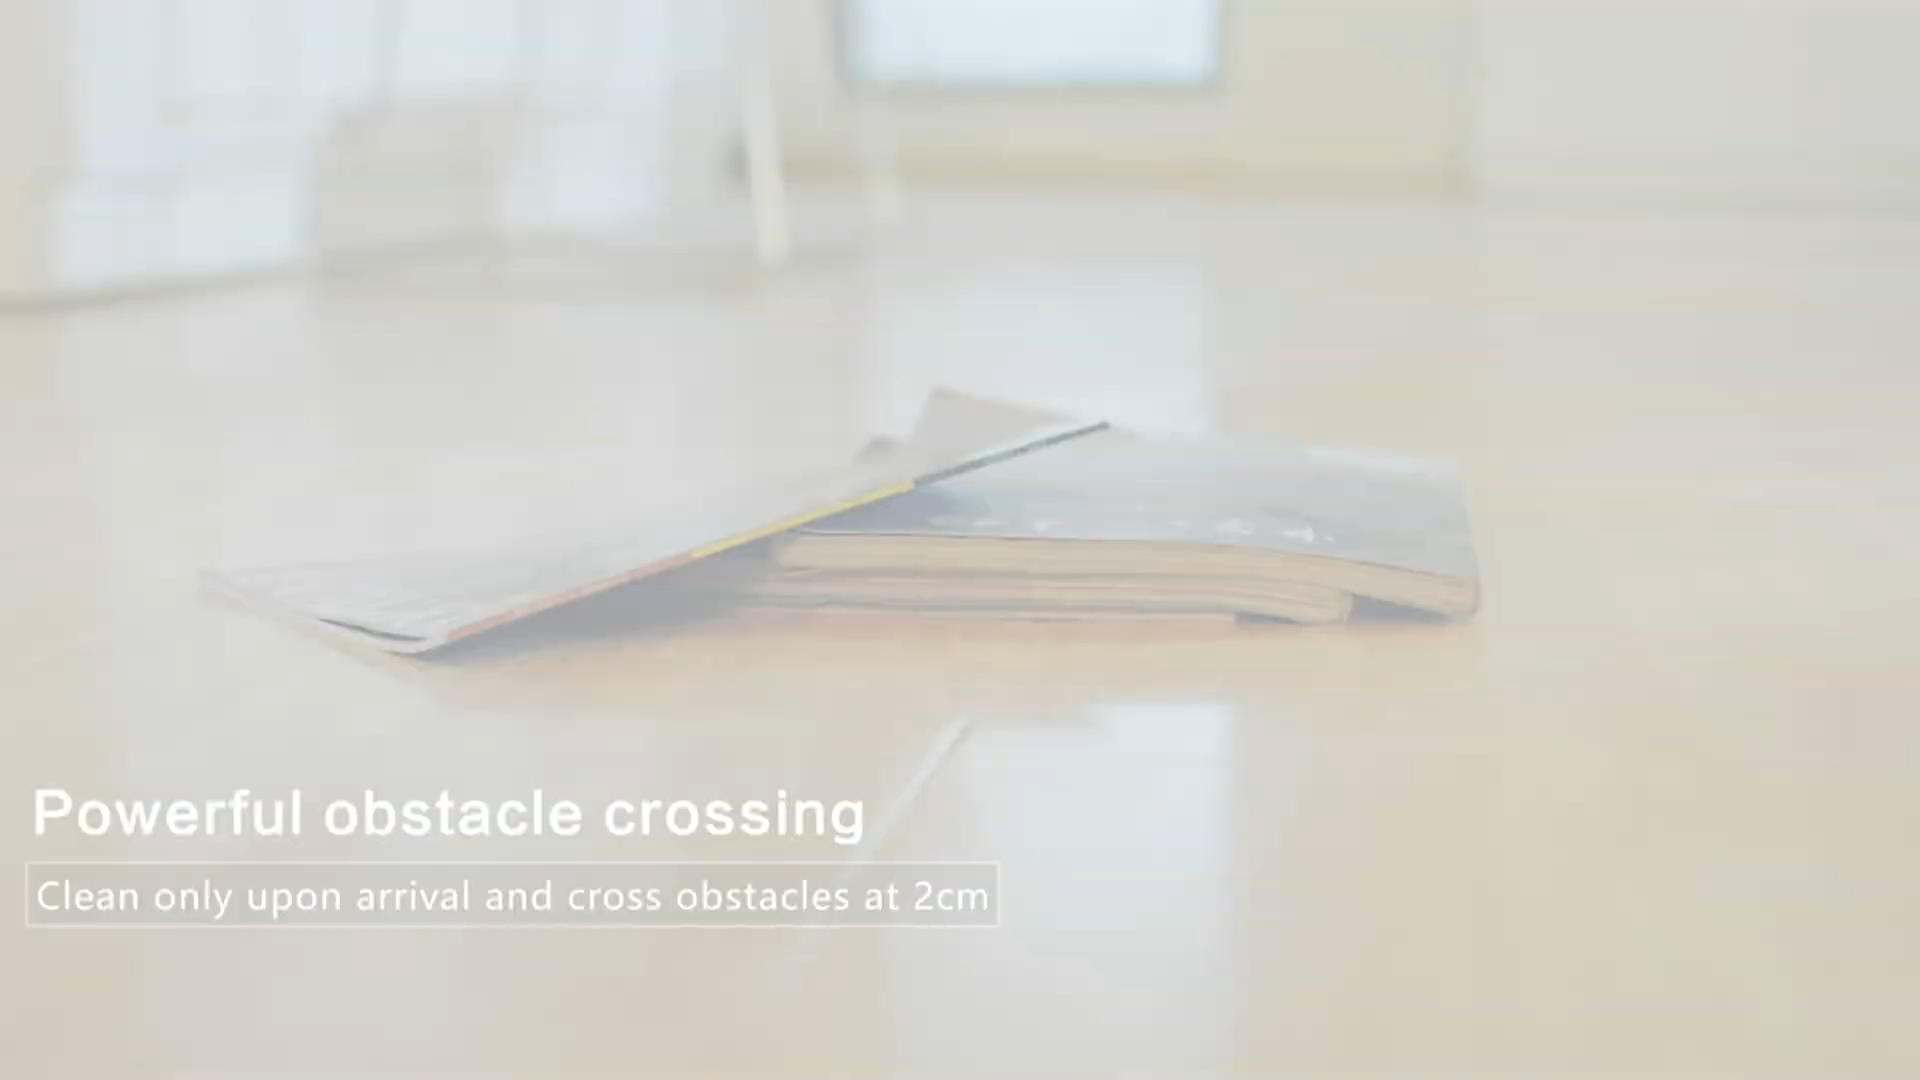 Powerful obstacle crossing
Clean only upon arrival and cross obstacles at 2cm